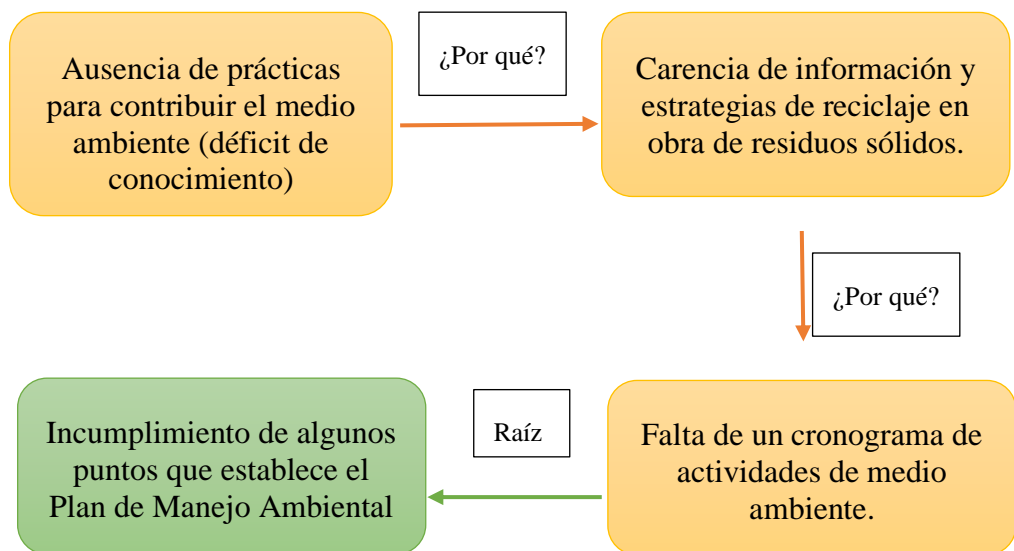 Ausencia de prácticas
para contribuir el medio
ambiente (déficit de
conocimiento)
¿Por qué?
Carencia de información y
estrategias de reciclaje en
obra de residuos sólidos.
¿Por qué?
Falta de un cronograma de
actividades de medio
ambiente.
Raíz
Incumplimiento de algunos
puntos que establece el
Plan de Manejo Ambiental